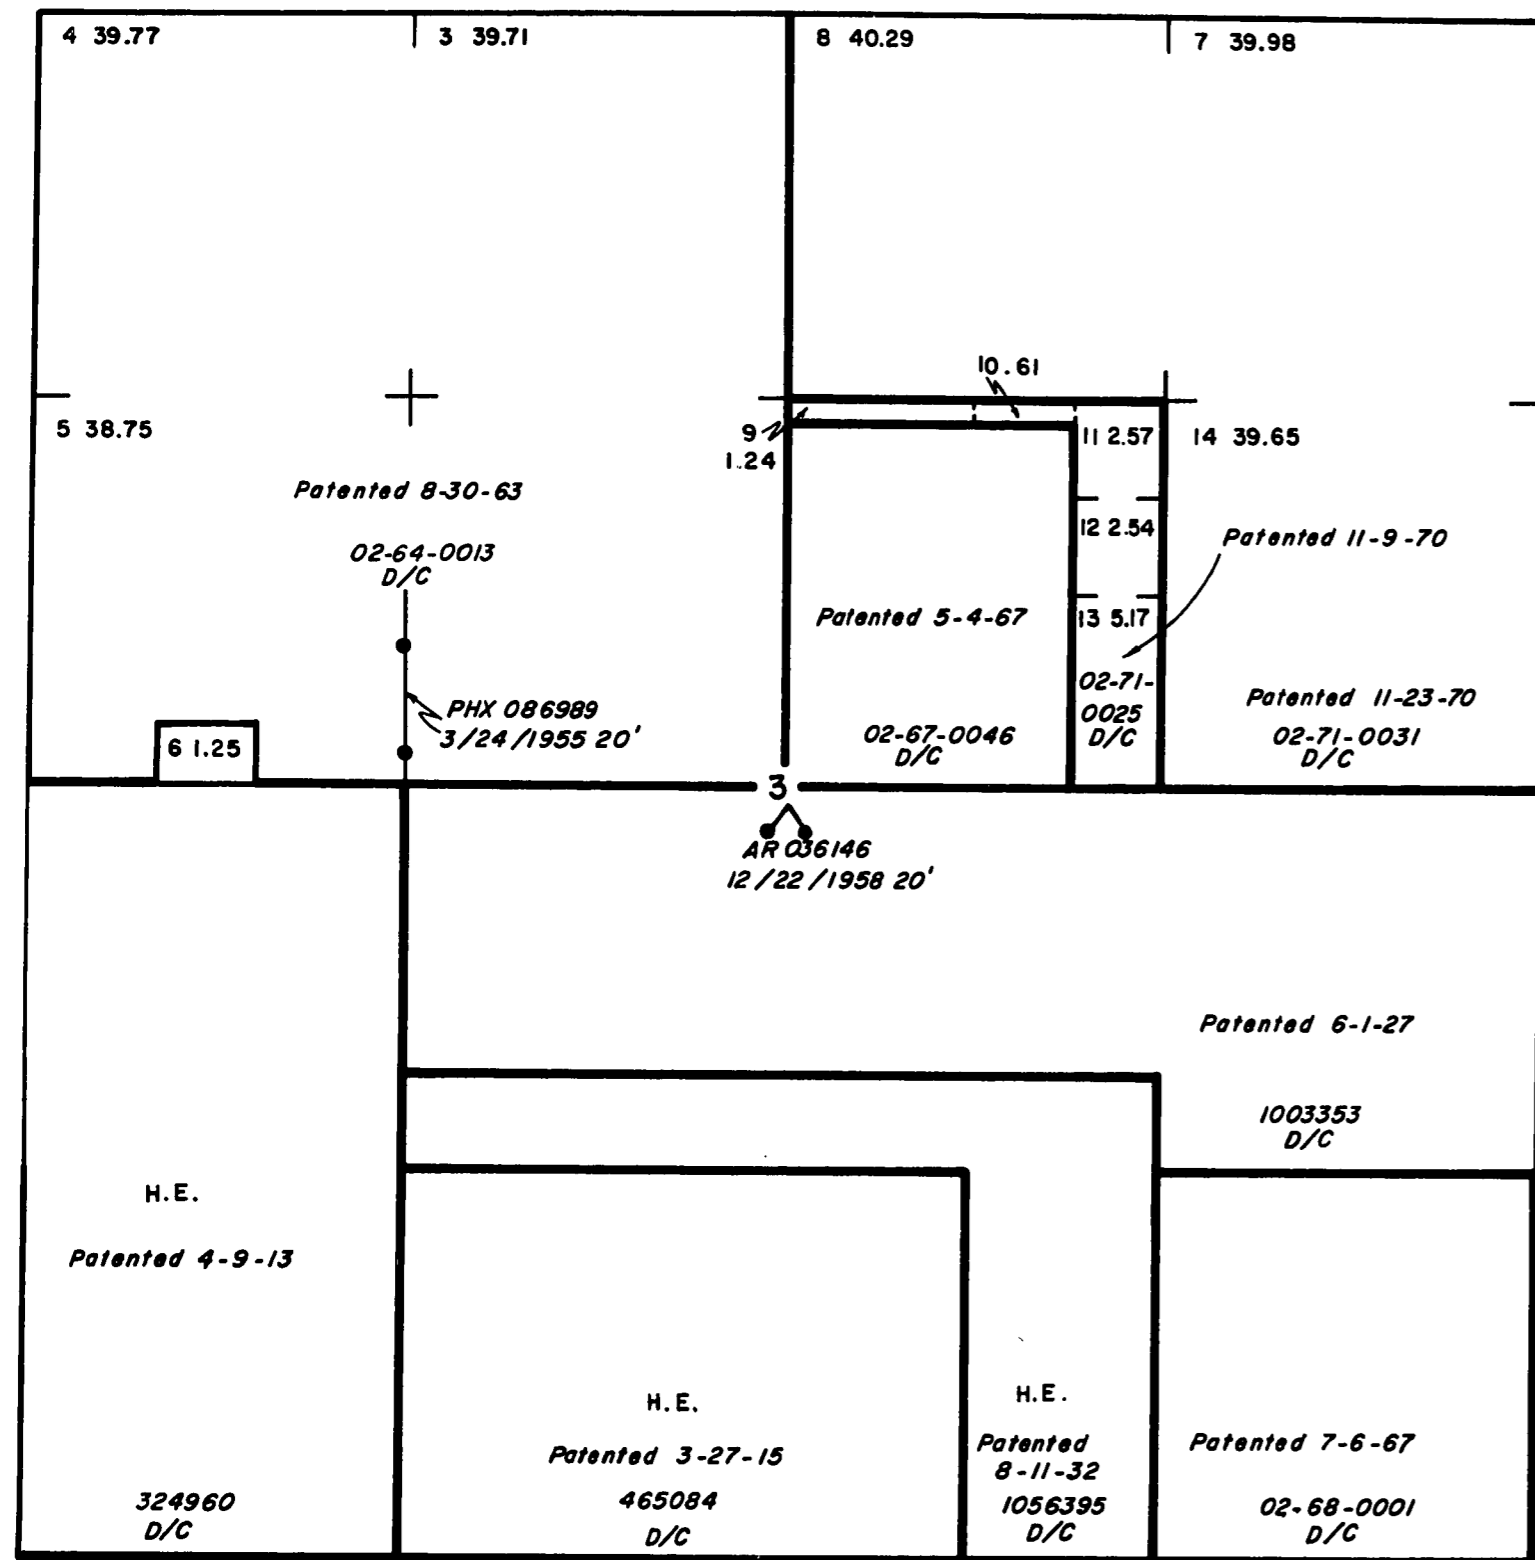 4 39.77
3 39.71
8 40.29
7 39.98
10 .61
5 38.75
9
1.24
11 2.57
14 39.65
Patented 8-30-63
02-64-0013
D/C
12 2.54
Patented 11-9-70
Patented 5-4-67
13 5.17
02-71-
0025
D/C
PHX 086989
3/24/1955 20'
6 1.25
02-67-0046
D/C
Patented 11-23-70
02-71-0031
D/C
3
AR 036146
12/22/1958 20'
Patented 6-1-27
1003353
D/C
H.E.
Patented 4-9-13
324960
D/C
H.E.
Patented 3-27-15
465084
D/C
H.E.
Patented
8-11-32
1056395
D/C
Patented 7-6-67
02-68-0001
D/C